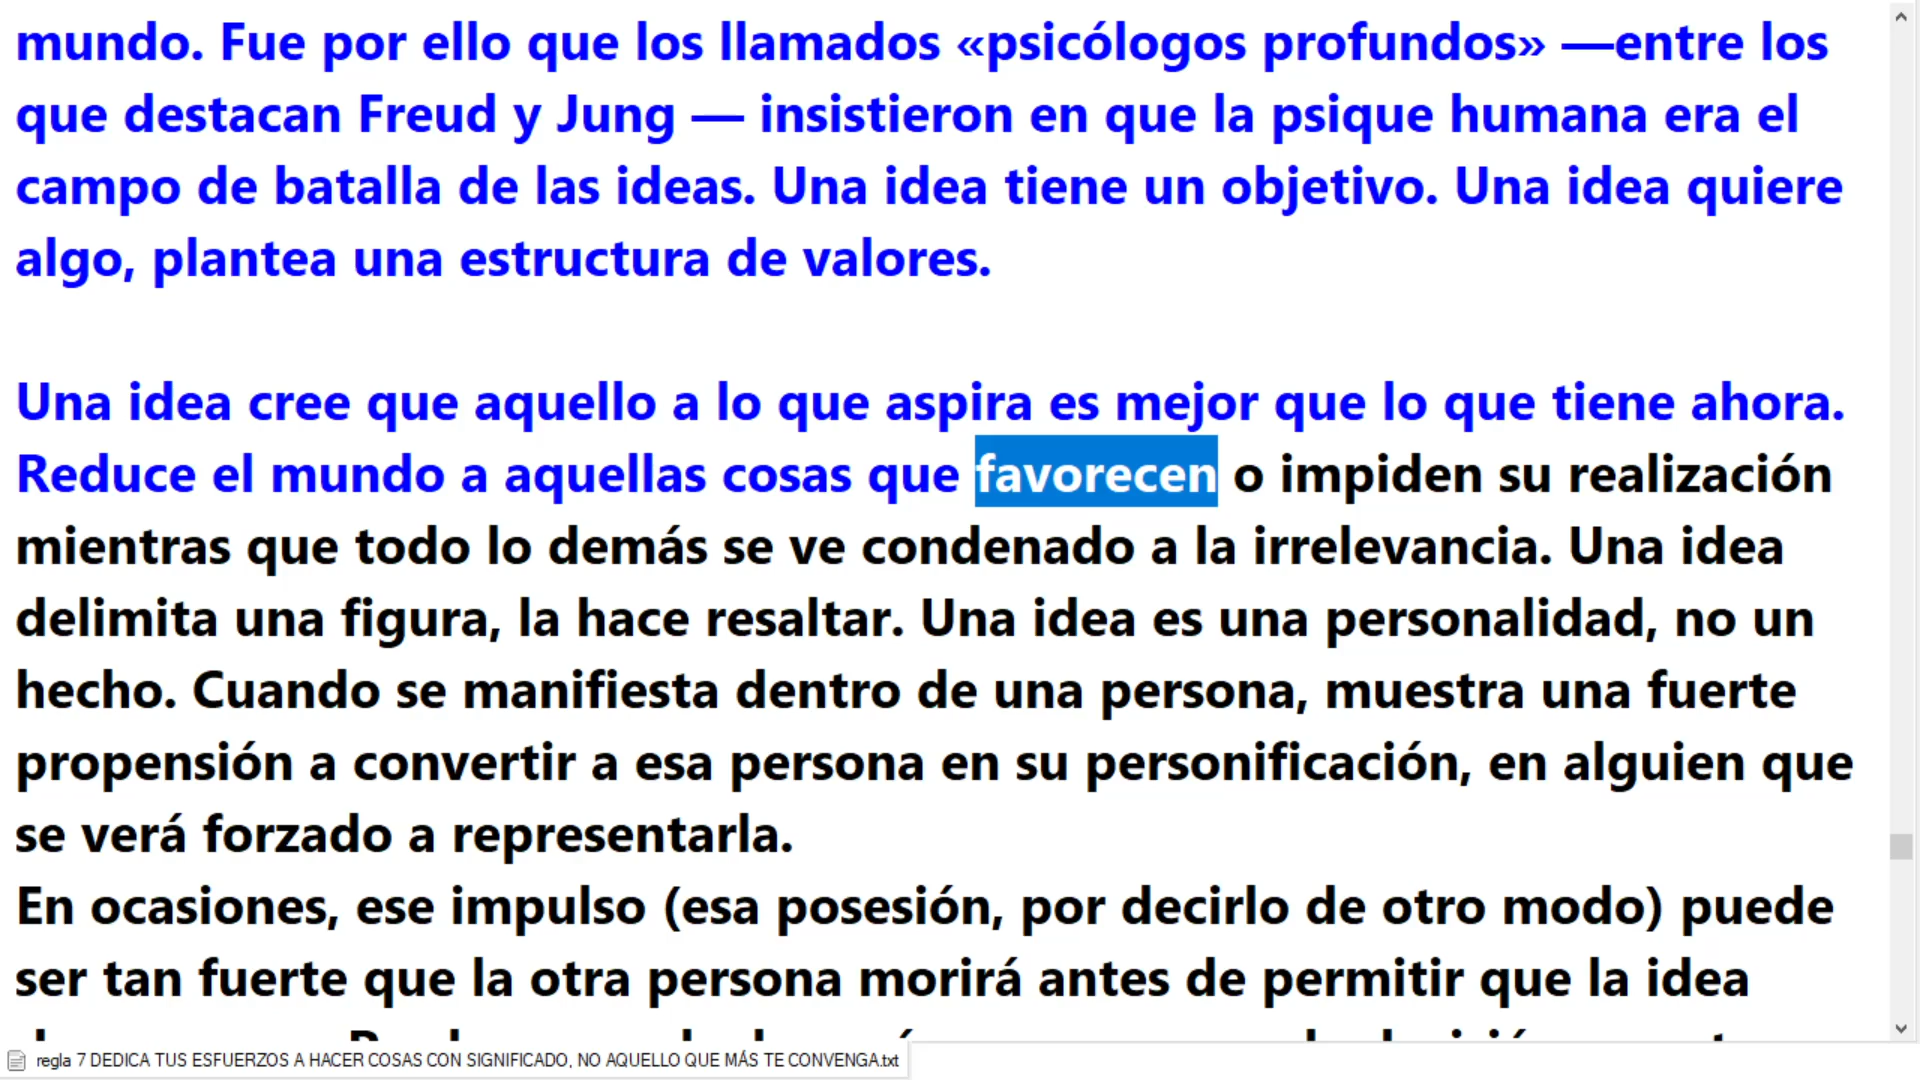 mundo. Fue por ello que los llamados «psicólogos profundos» —entre los
que destacan Freud y Jung — insistieron en que la psique humana era el
campo de batalla de las ideas. Una idea tiene un objetivo. Una idea quiere
algo, plantea una estructura de valores.
Una idea cree que aquello a lo que aspira es mejor que lo que tiene ahora.
Reduce el mundo a aquellas cosas que favorecen o impiden su realización
mientras que todo lo demás se ve condenado a la irrelevancia. Una idea
delimita una figura, la hace resaltar. Una idea es una personalidad, no un
hecho. Cuando se manifiesta dentro de una persona, muestra una fuerte
propensión a convertir a esa persona en su personificación, en alguien que
se verá forzado a representarla.
En ocasiones, ese impulso (esa posesión, por decirlo de otro modo) puede
ser tan fuerte que la otra persona morirá antes de permitir que la idea
regla 7 DEDICA TUS ESFUERZOS A HACER COSAS CON SIGNIFICADO, NO AQUELLO QUE MÁS TE CONVENGA.txt